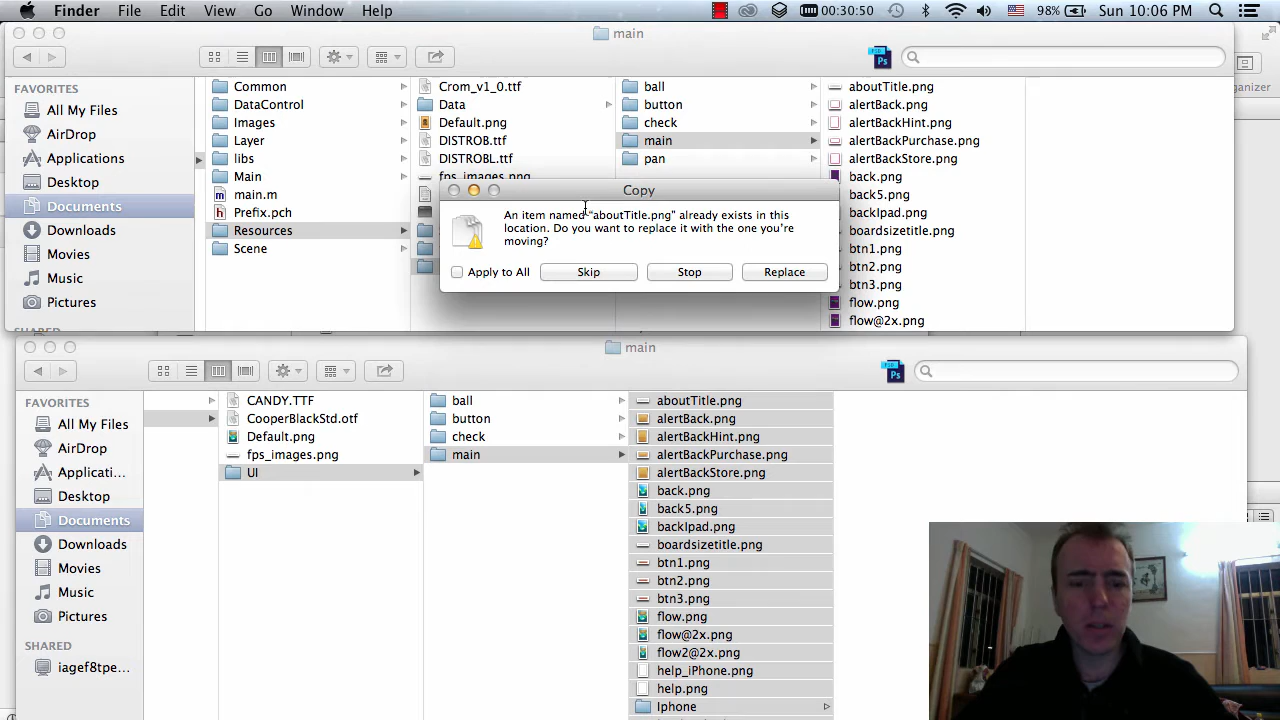 Finder File Edit View Go Window Help 00:30:50 98% Sun 10:06 PM
main
ganizer
FAVORITES
All My Files
AirDrop
Applications
Desktop
Documents
Downloads
Movies
Music
Pictures
Common
DataControl
Images
Layer
libs
Main
main.m
Prefix.pch
Resources
Scene
Crom_v1_0.ttf
Data
Default.png
DISTROB.ttf
DISTROBL.ttf
fps_images.png
ball
button
check
main
pan
aboutTitle.png
alertBack.png
alertBackHint.png
alertBackPurchase.png
alertBackStore.png
back.png
back5.png
backIpad.png
boardsizetitle.png
btn1.png
btn2.png
btn3.png
flow.png
flow@2x.png
Copy
An item named “aboutTitle.png” already exists in this
location. Do you want to replace it with the one you’re
moving?
Apply to All Skip Stop Replace
main
FAVORITES
All My Files
AirDrop
Applicati...
Desktop
Documents
Downloads
Movies
Music
Pictures
SHARED
iagef8tpe...
CANDY.TTF
CooperBlackStd.otf
Default.png
fps_images.png
UI
ball
button
check
main
aboutTitle.png
alertBack.png
alertBackHint.png
alertBackPurchase.png
alertBackStore.png
back.png
back5.png
backIpad.png
boardsizetitle.png
btn1.png
btn2.png
btn3.png
flow.png
flow@2x.png
flow2@2x.png
help_iPhone.png
help.png
Iphone